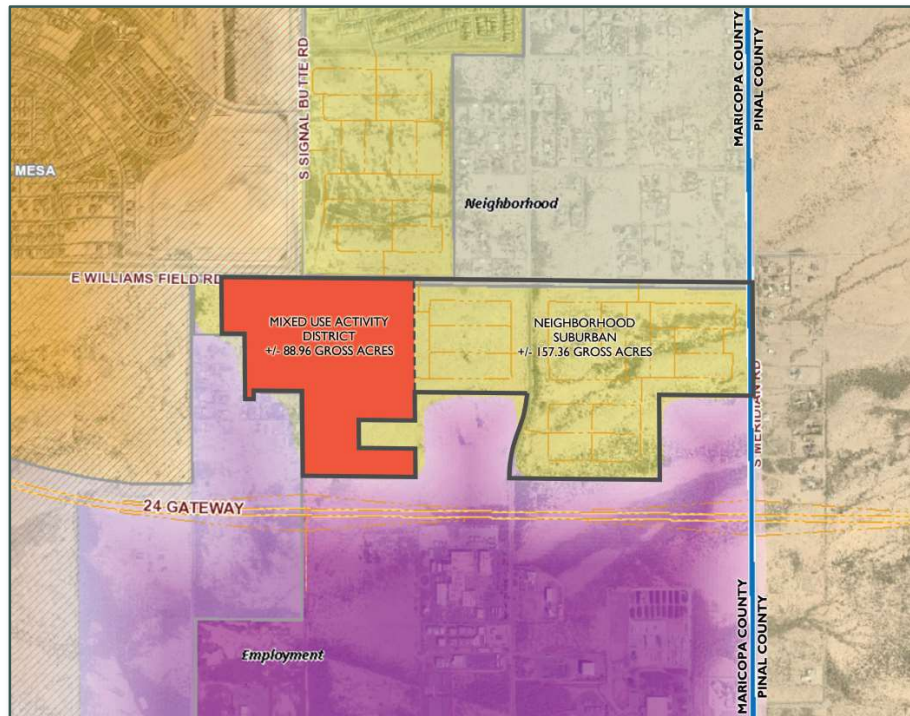 MARICOPA COUNTY
PINAL COUNTY
S SIGNAL BUTTE RD
MESA
Neighborhood
E WILLIAMS FIELD RD
MIXED USE ACTIVITY
DISTRICT
+/- 88.96 GROSS ACRES
NEIGHBORHOOD
SUBURBAN
+/- 157.36 GROSS ACRES
S MERIDIAN RD
24 GATEWAY
Employment
MARICOPA COUNTY
PINAL COUNTY